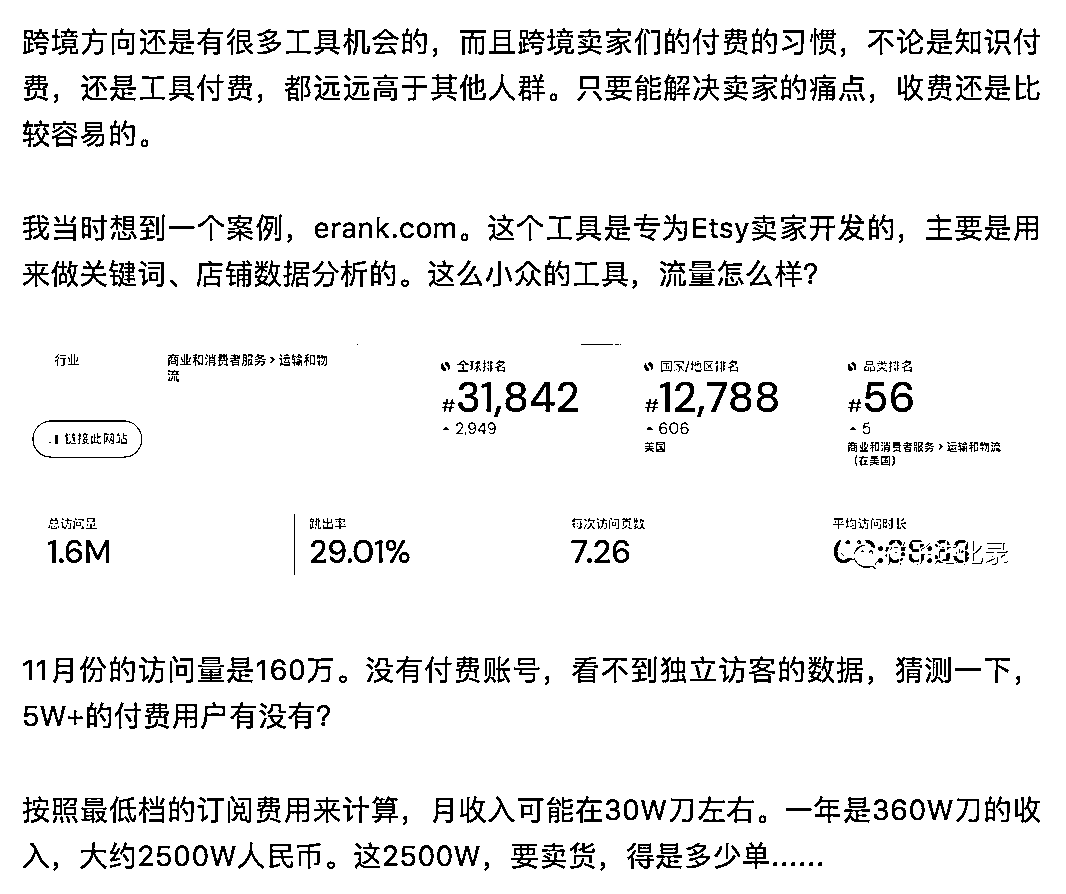 跨境方向还是有很多工具机会的，而且跨境卖家们的付费的习惯，不论是知识付
费，还是工具付费，都远远高于其他人群。只要能解决卖家的痛点，收费还是比
较容易的。
我当时想到一个案例，erank.com。这个工具是专为Etsy卖家开发的，主要是用
来做关键词、店铺数据分析的。这么小众的工具，流量怎么样？
行业
商业和消费者服务 > 运输和物
流
全球排名
#31,842
2,949
国家/地区排名
#12,788
606
美国
品类排名
#56
5
商业和消费者服务 > 运输和物流
（在美国）
链接此网站
总访问量
1.6M
跳出率
29.01%
每次访问页数
7.26
平均访问时长
化录
11月份的访问量是160万。没有付费账号，看不到独立访客的数据，猜测一下，
5W+的付费用户有没有？
按照最低档的订阅费用来计算，月收入可能在30W刀左右。一年是360W刀的收
入，大约2500W人民币。这2500W，要卖货，得是多少单……